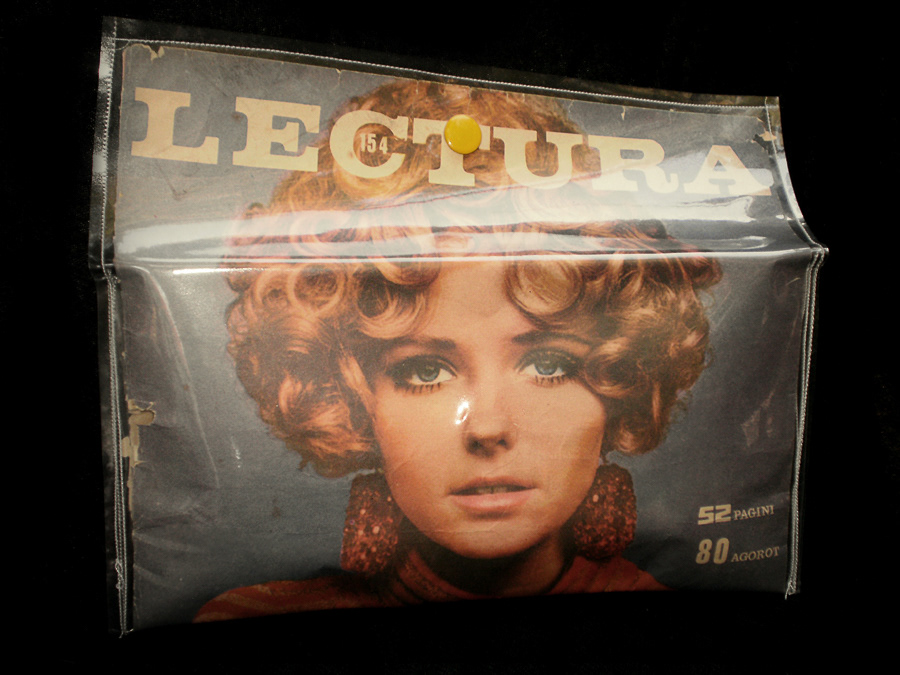 LECTURA
154
52 PAGINI
80 AGOROT